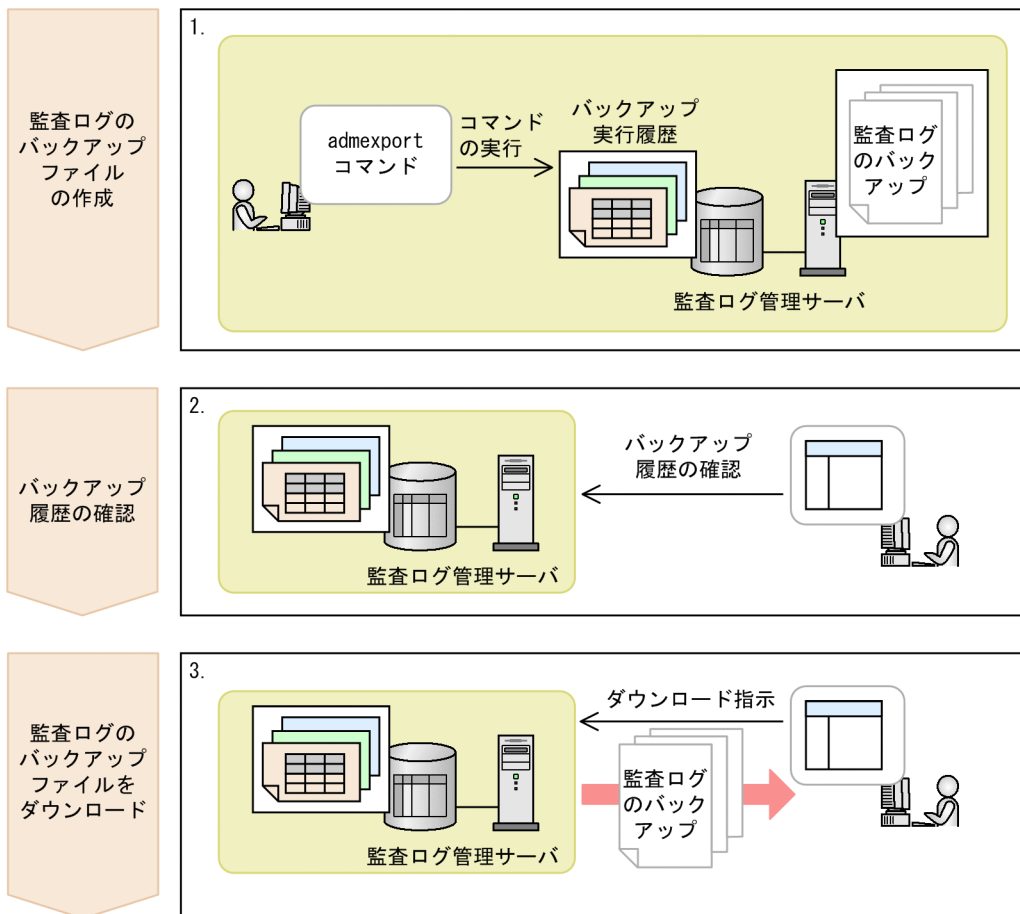 監査ログの
バックアップ
ファイル
の作成
1.
admexport
コマンド
コマンド
の実行
バックアップ
実行履歴
監査ログ
のバック
アップ
監査ログ管理サーバ
バックアップ
履歴の確認
2.
監査ログ管理サーバ
バックアップ
履歴の確認
監査ログの
バックアップ
ファイルを
ダウンロード
3.
監査ログ管理サーバ
ダウンロード指示
監査ログ
のバック
アップ